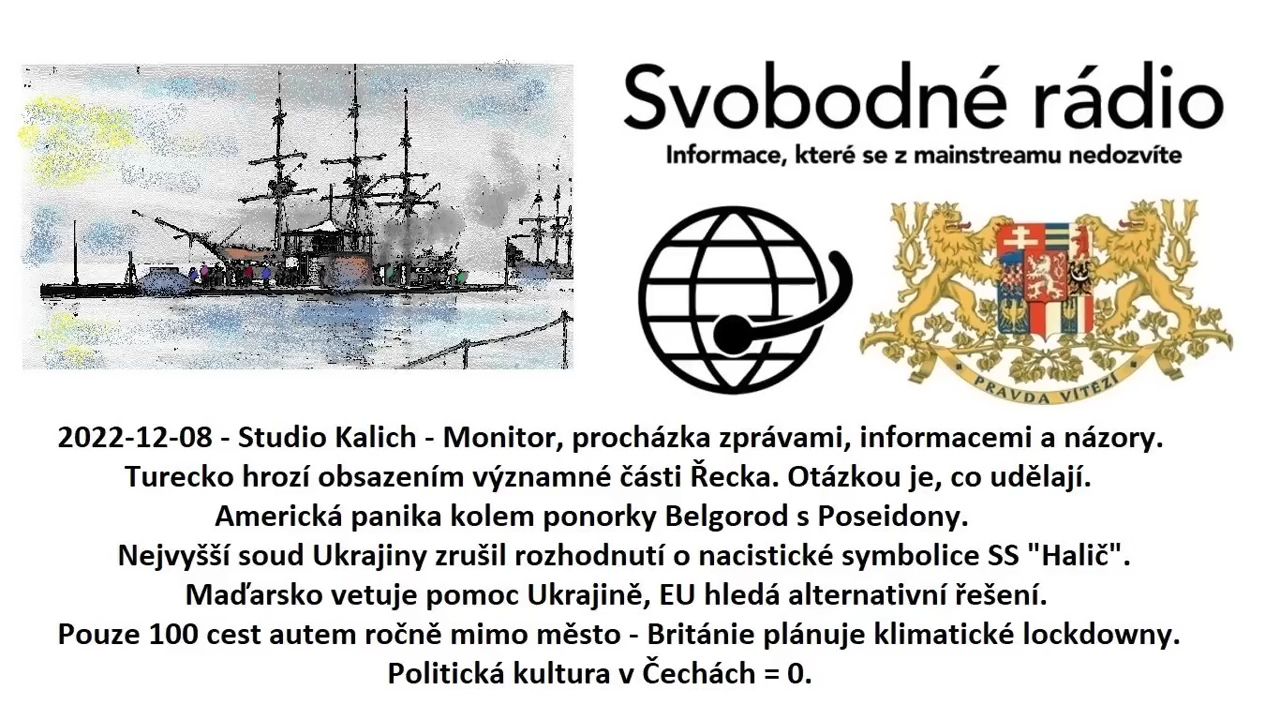 Svobodné rádio
Informace, které se z mainstreamu nedozvíte
PRAVDA VÍTĚZÍ
2022-12-08 - Studio Kalich - Monitor, procházka zprávami, informacemi a názory.
Turecko hrozí obsazením významné části Řecka. Otázkou je, co udělají.
Americká panika kolem ponorky Belgorod s Poseidony.
Nejvyšší soud Ukrajiny zrušil rozhodnutí o nacistické symbolice SS "Halič".
Maďarsko vetuje pomoc Ukrajině, EU hledá alternativní řešení.
Pouze 100 cest autem ročně mimo město - Británie plánuje klimatické lockdowny.
Politická kultura v Čechách = 0.